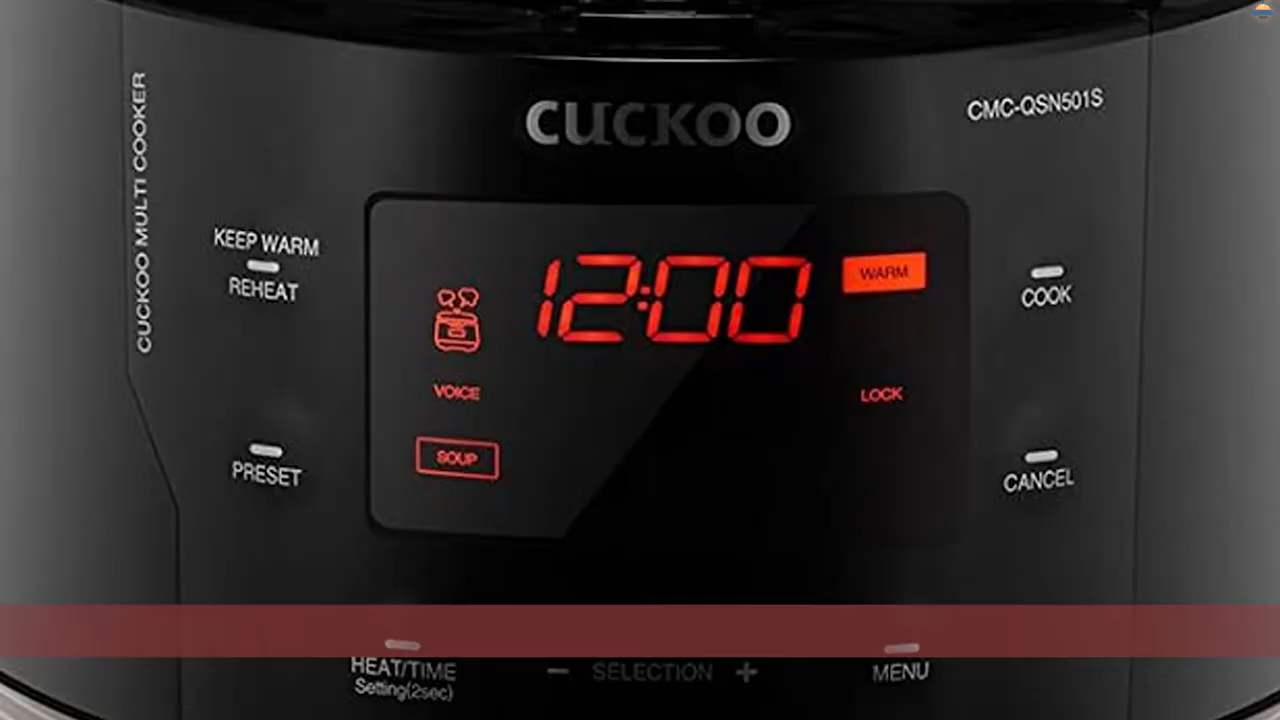 CUCKOO
CMC-QSN501S
CUCKOO MULTI COOKER
KEEP WARM
REHEAT
12:00
WARM
COOK
VOICE
LOCK
SOUP
PRESET
CANCEL
HEAT/TIME
Setting(2sec)
− SELECTION +
MENU